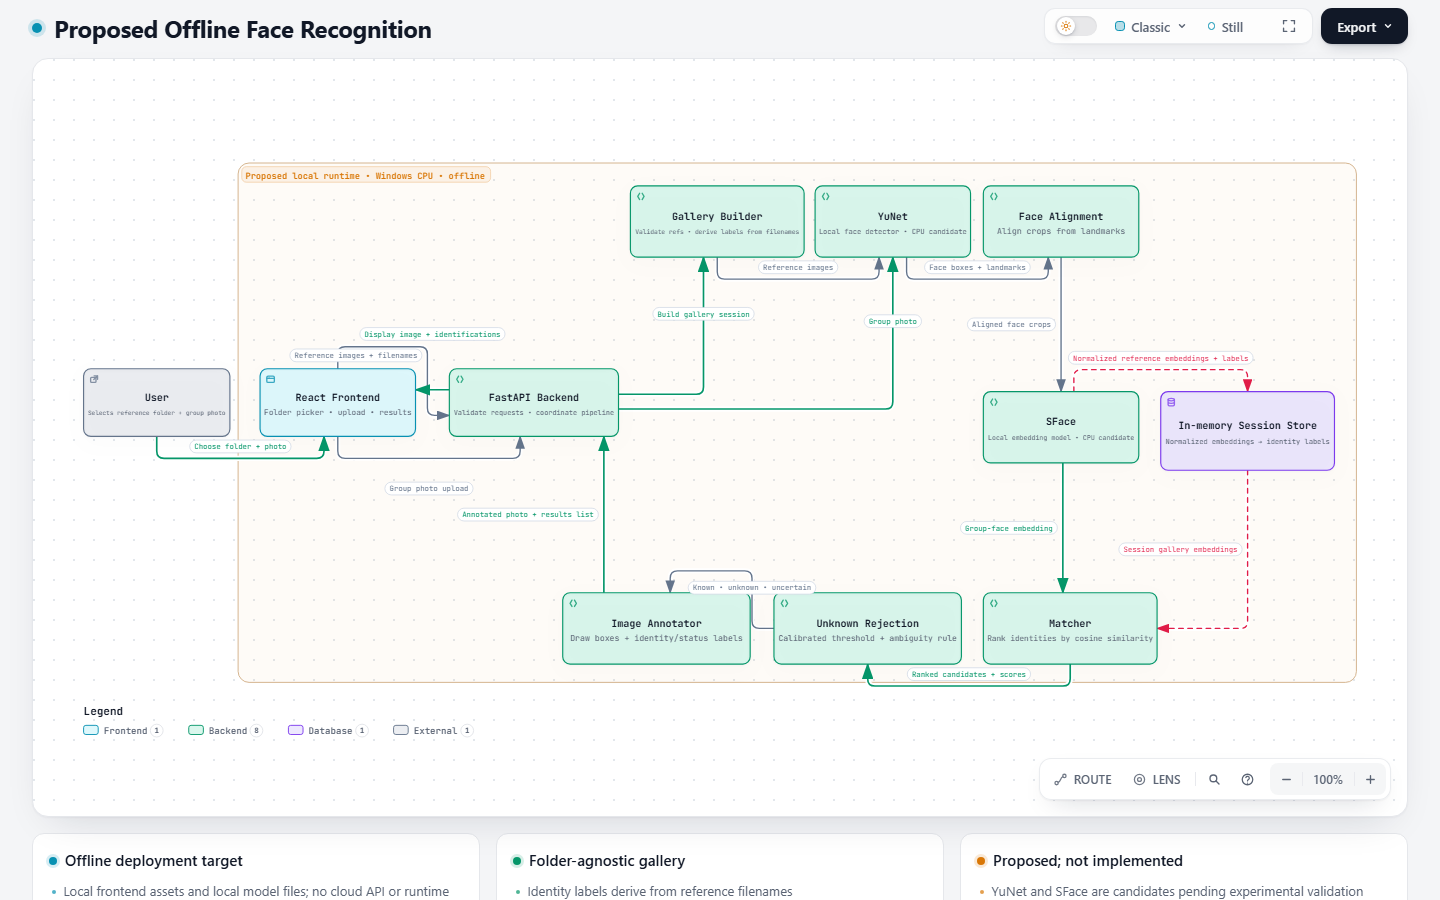 Proposed Offline Face Recognition
Classic
Still
Export
Proposed local runtime • Windows CPU • offline
Gallery Builder
Validate refs • derive labels from filenames
YuNet
Local face detector • CPU candidate
Face Alignment
Align crops from landmarks
Reference images
Face boxes + landmarks
Build gallery session
Group photo
Aligned face crops
Display image + identifications
Reference images + filenames
Normalized reference embeddings + labels
User
Selects reference folder + group photo
React Frontend
Folder picker • upload • results
FastAPI Backend
Validate requests • coordinate pipeline
SFace
Local embedding model • CPU candidate
In-memory Session Store
Normalized embeddings → identity labels
Choose folder + photo
Group photo upload
Annotated photo + results list
Group-face embedding
Session gallery embeddings
Known • unknown • uncertain
Image Annotator
Draw boxes + identity/status labels
Unknown Rejection
Calibrated threshold + ambiguity rule
Matcher
Rank identities by cosine similarity
Ranked candidates + scores
Legend
Frontend 1
Backend 8
Database 1
External 1
ROUTE
LENS
100%
Offline deployment target
Local frontend assets and local model files; no cloud API or runtime
Folder-agnostic gallery
Identity labels derive from reference filenames
Proposed; not implemented
YuNet and SFace are candidates pending experimental validation